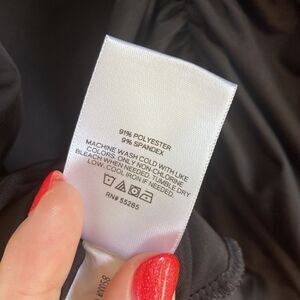 91% POLYESTER
9% SPANDEX
MACHINE WASH COLD WITH LIKE
COLORS. ONLY NON-CHLORINE
BLEACH WHEN NEEDED. TUMBLE DRY
LOW. COOL IRON IF NEEDED.
RN# 55285